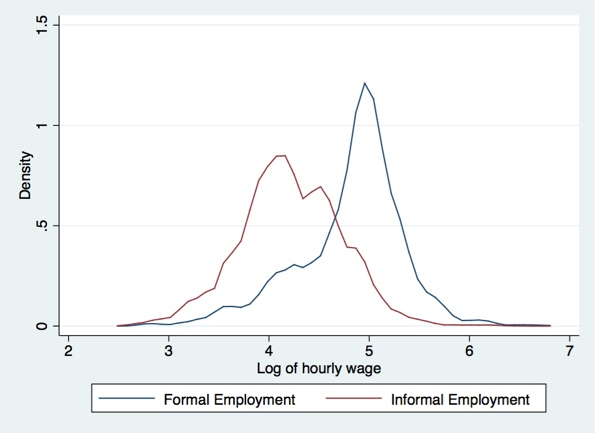 1.5
1
.5
0
Density
2 3 4 5 6 7
Log of hourly wage
Formal Employment Informal Employment